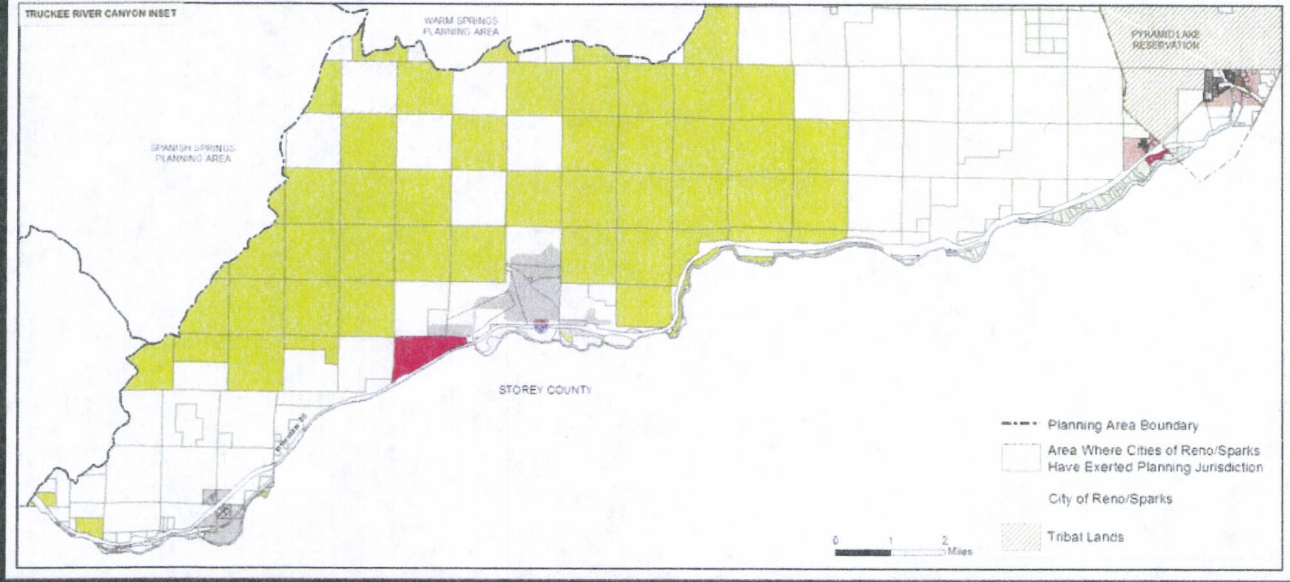 TRUCKEE RIVER CANYON INSET
WARM SPRINGS
PLANNING AREA
PYRAMID LAKE
RESERVATION
SPANISH SPRINGS
PLANNING AREA
STOREY COUNTY
Planning Area Boundary
Area Where Cities of Reno/Sparks
Have Exerted Planning Jurisdiction
City of Reno/Sparks
Tribal Lands
0 1 2
Miles